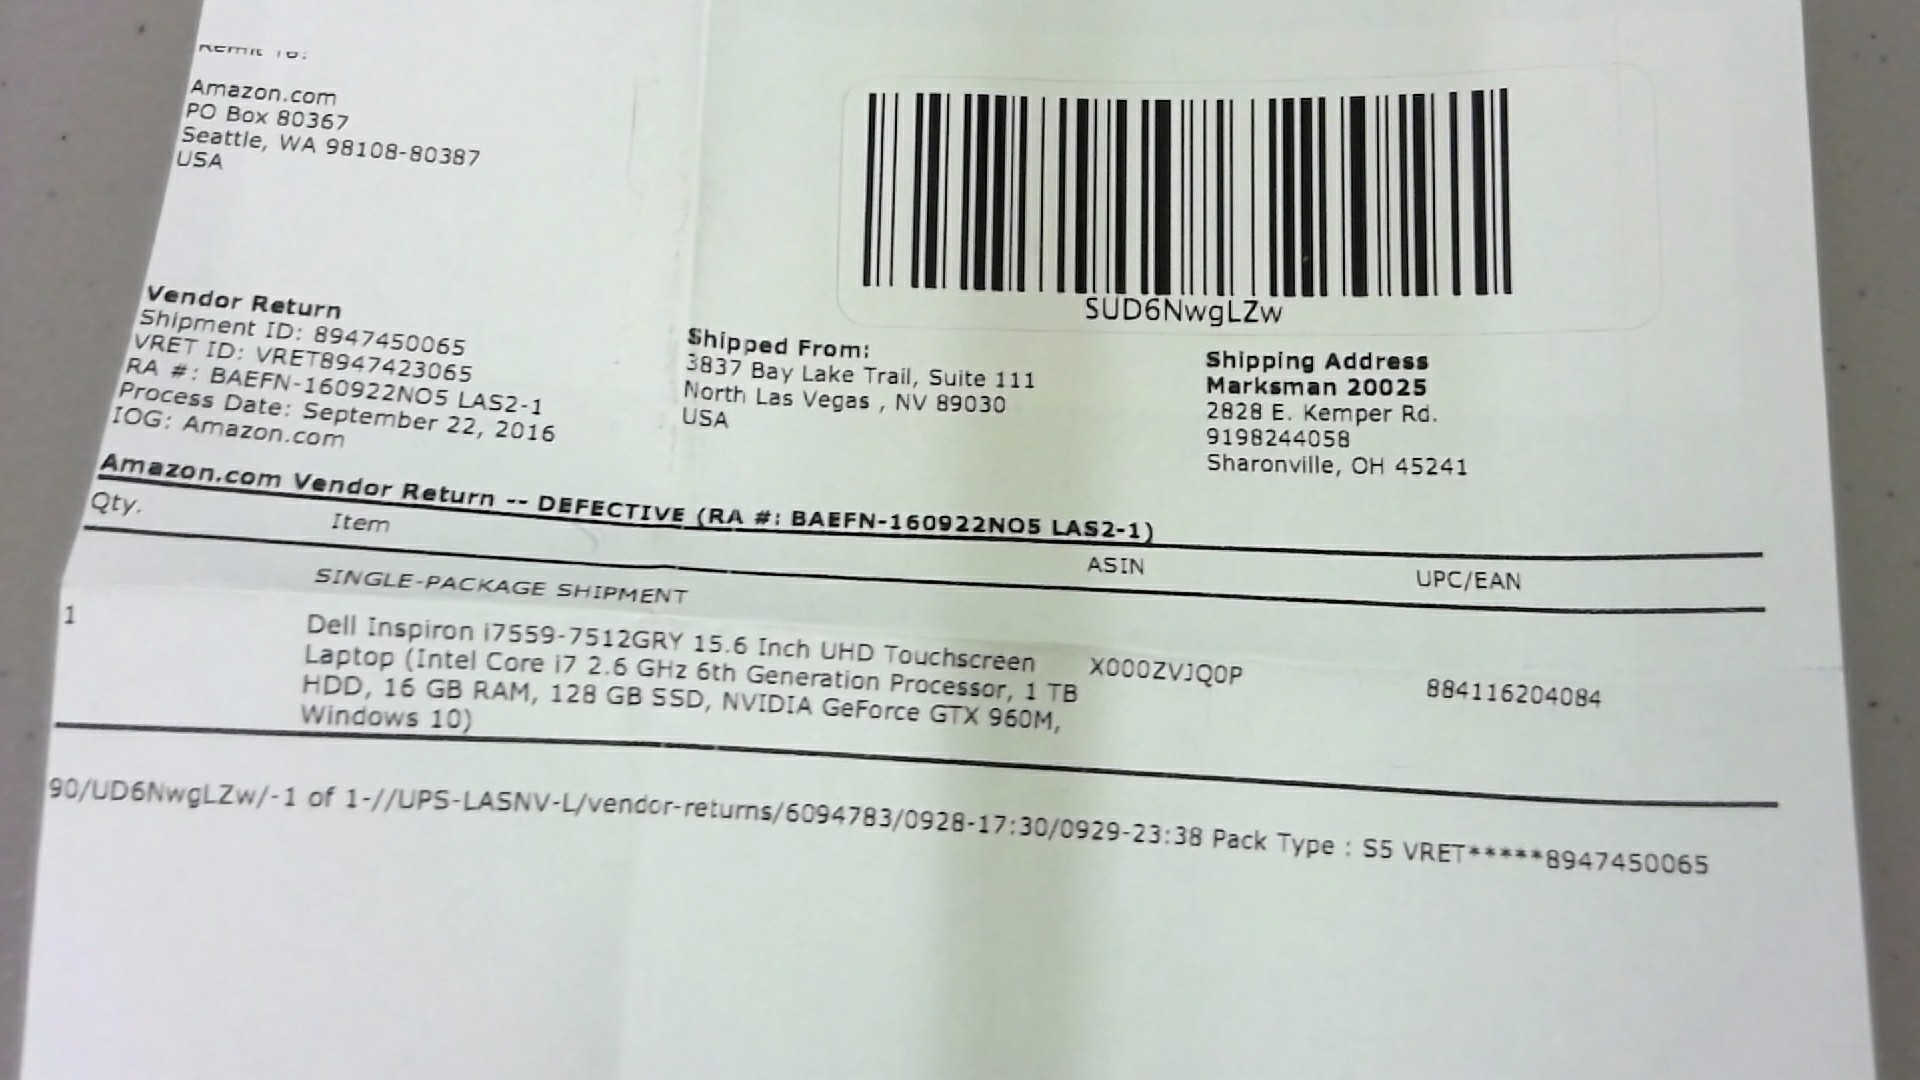 Remit To:
Amazon.com
PO Box 80367
Seattle, WA 98108-80387
USA
SUD6NwgLZw
Vendor Return
Shipment ID: 8947450065
VRET ID: VRET8947423065
RA #: BAEFN-160922NO5 LAS2-1
Process Date: September 22, 2016
IOG: Amazon.com
Shipped From:
3837 Bay Lake Trail, Suite 111
North Las Vegas , NV 89030
USA
Shipping Address
Marksman 20025
2828 E. Kemper Rd.
9198244058
Sharonville, OH 45241
Amazon.com Vendor Return -- DEFECTIVE (RA #: BAEFN-160922NO5 LAS2-1)
Qty. Item ASIN UPC/EAN
SINGLE-PACKAGE SHIPMENT
1 Dell Inspiron i7559-7512GRY 15.6 Inch UHD Touchscreen X000ZVJQ0P 884116204084
Laptop (Intel Core i7 2.6 GHz 6th Generation Processor, 1 TB
HDD, 16 GB RAM, 128 GB SSD, NVIDIA GeForce GTX 960M,
Windows 10)
90/UD6NwgLZw/-1 of 1-//UPS-LASNV-L/vendor-returns/6094783/0928-17:30/0929-23:38 Pack Type : S5 VRET*****8947450065